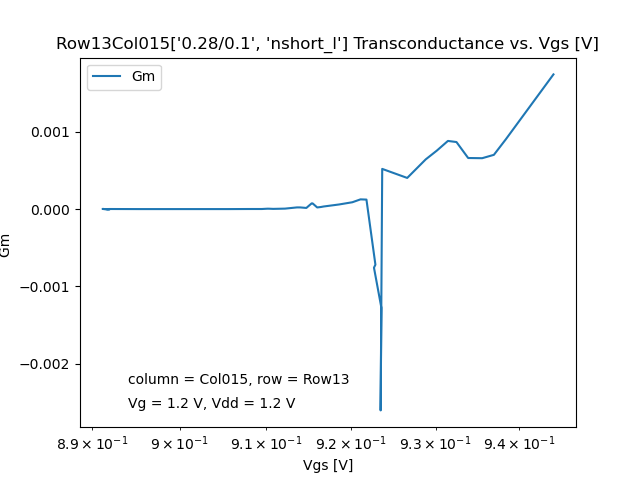 Row13Col015['0.28/0.1', 'nshort_l'] Transconductance vs. Vgs [V]
Gm
0.001
0.000
−0.001
−0.002
Gm
column = Col015, row = Row13
Vg = 1.2 V, Vdd = 1.2 V
8.9 × 10⁻¹ 9 × 10⁻¹ 9.1 × 10⁻¹ 9.2 × 10⁻¹ 9.3 × 10⁻¹ 9.4 × 10⁻¹
Vgs [V]